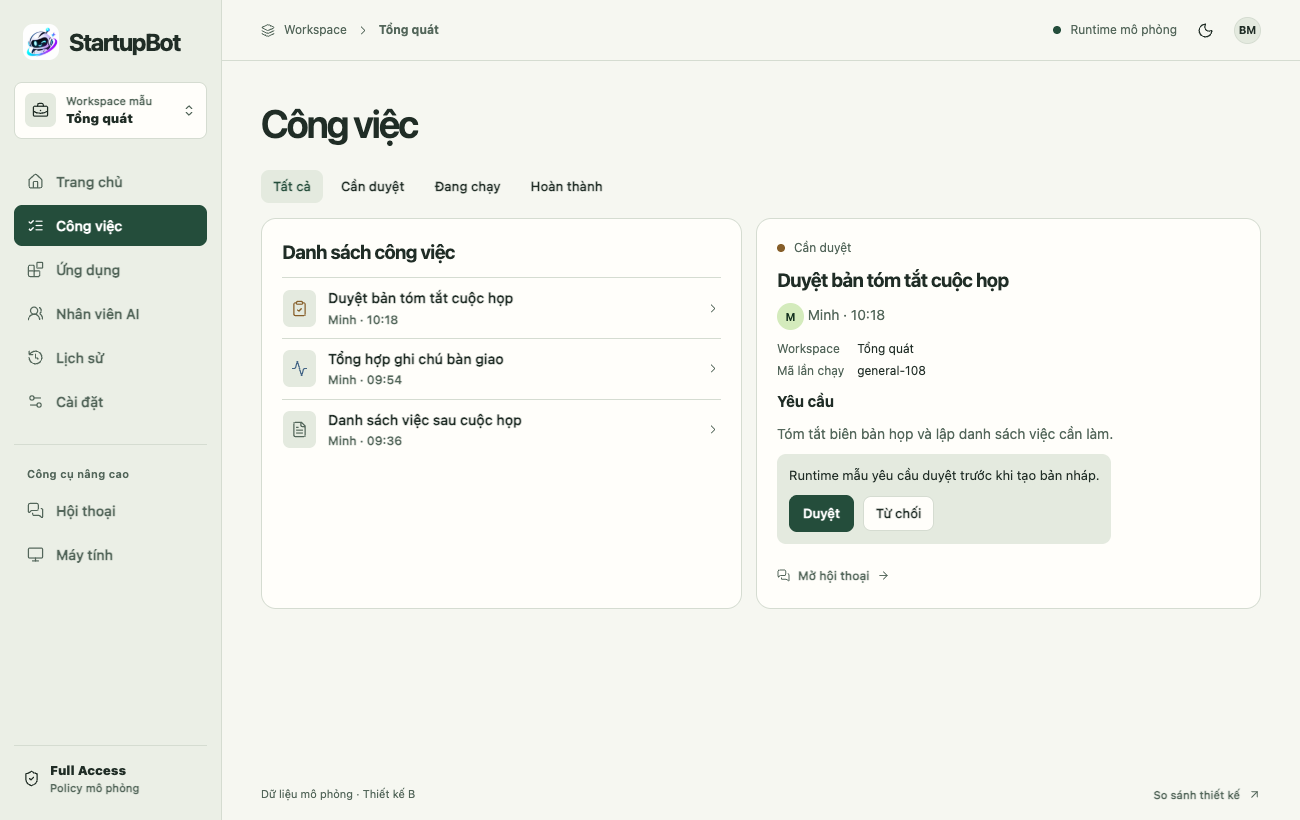 StartupBot
Workspace mẫu
Tổng quát
Trang chủ
Công việc
Ứng dụng
Nhân viên AI
Lịch sử
Cài đặt
Công cụ nâng cao
Hội thoại
Máy tính
Full Access
Policy mô phỏng
Workspace
Tổng quát
Runtime mô phỏng
BM
Công việc
Tất cả
Cần duyệt
Đang chạy
Hoàn thành
Danh sách công việc
Duyệt bản tóm tắt cuộc họp
Minh · 10:18
Tổng hợp ghi chú bàn giao
Minh · 09:54
Danh sách việc sau cuộc họp
Minh · 09:36
Cần duyệt
Duyệt bản tóm tắt cuộc họp
M Minh · 10:18
Workspace Tổng quát
Mã lần chạy general-108
Yêu cầu
Tóm tắt biên bản họp và lập danh sách việc cần làm.
Runtime mẫu yêu cầu duyệt trước khi tạo bản nháp.
Duyệt
Từ chối
Mở hội thoại
Dữ liệu mô phỏng · Thiết kế B
So sánh thiết kế